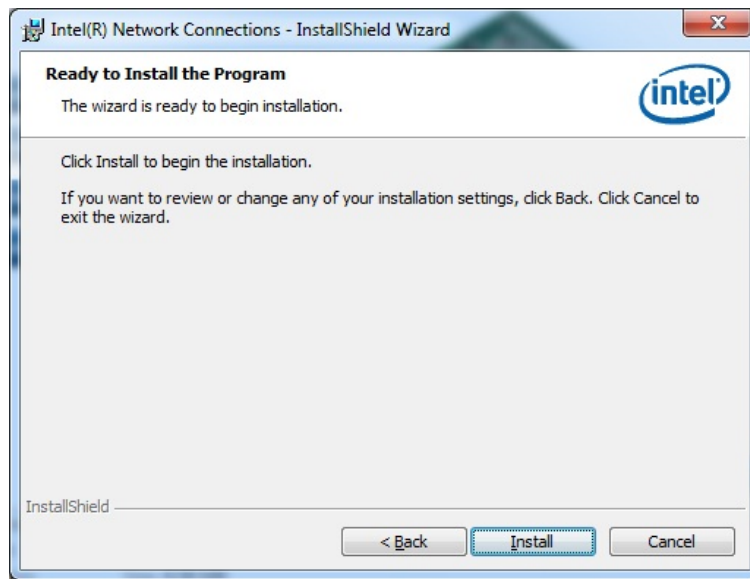 Intel(R) Network Connections - InstallShield Wizard
Ready to Install the Program
The wizard is ready to begin installation.
intel
Click Install to begin the installation.
If you want to review or change any of your installation settings, click Back. Click Cancel to
exit the wizard.
InstallShield
< Back
Install
Cancel